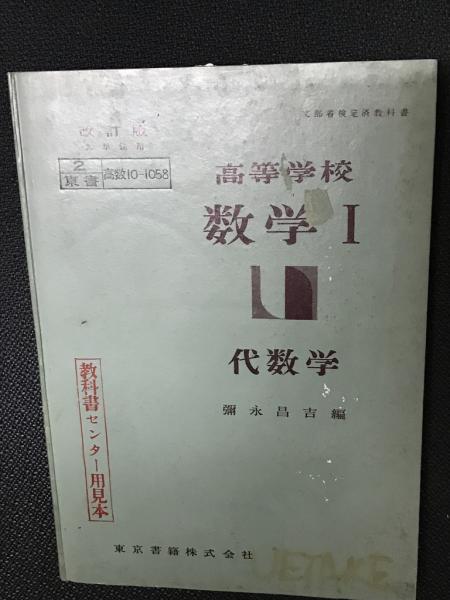 文部省検定済教科書
改訂版
2
東書
高数10-1058
高等学校
数学 I
代数学
彌永昌吉編
教科書センター用見本
東京書籍株式会社